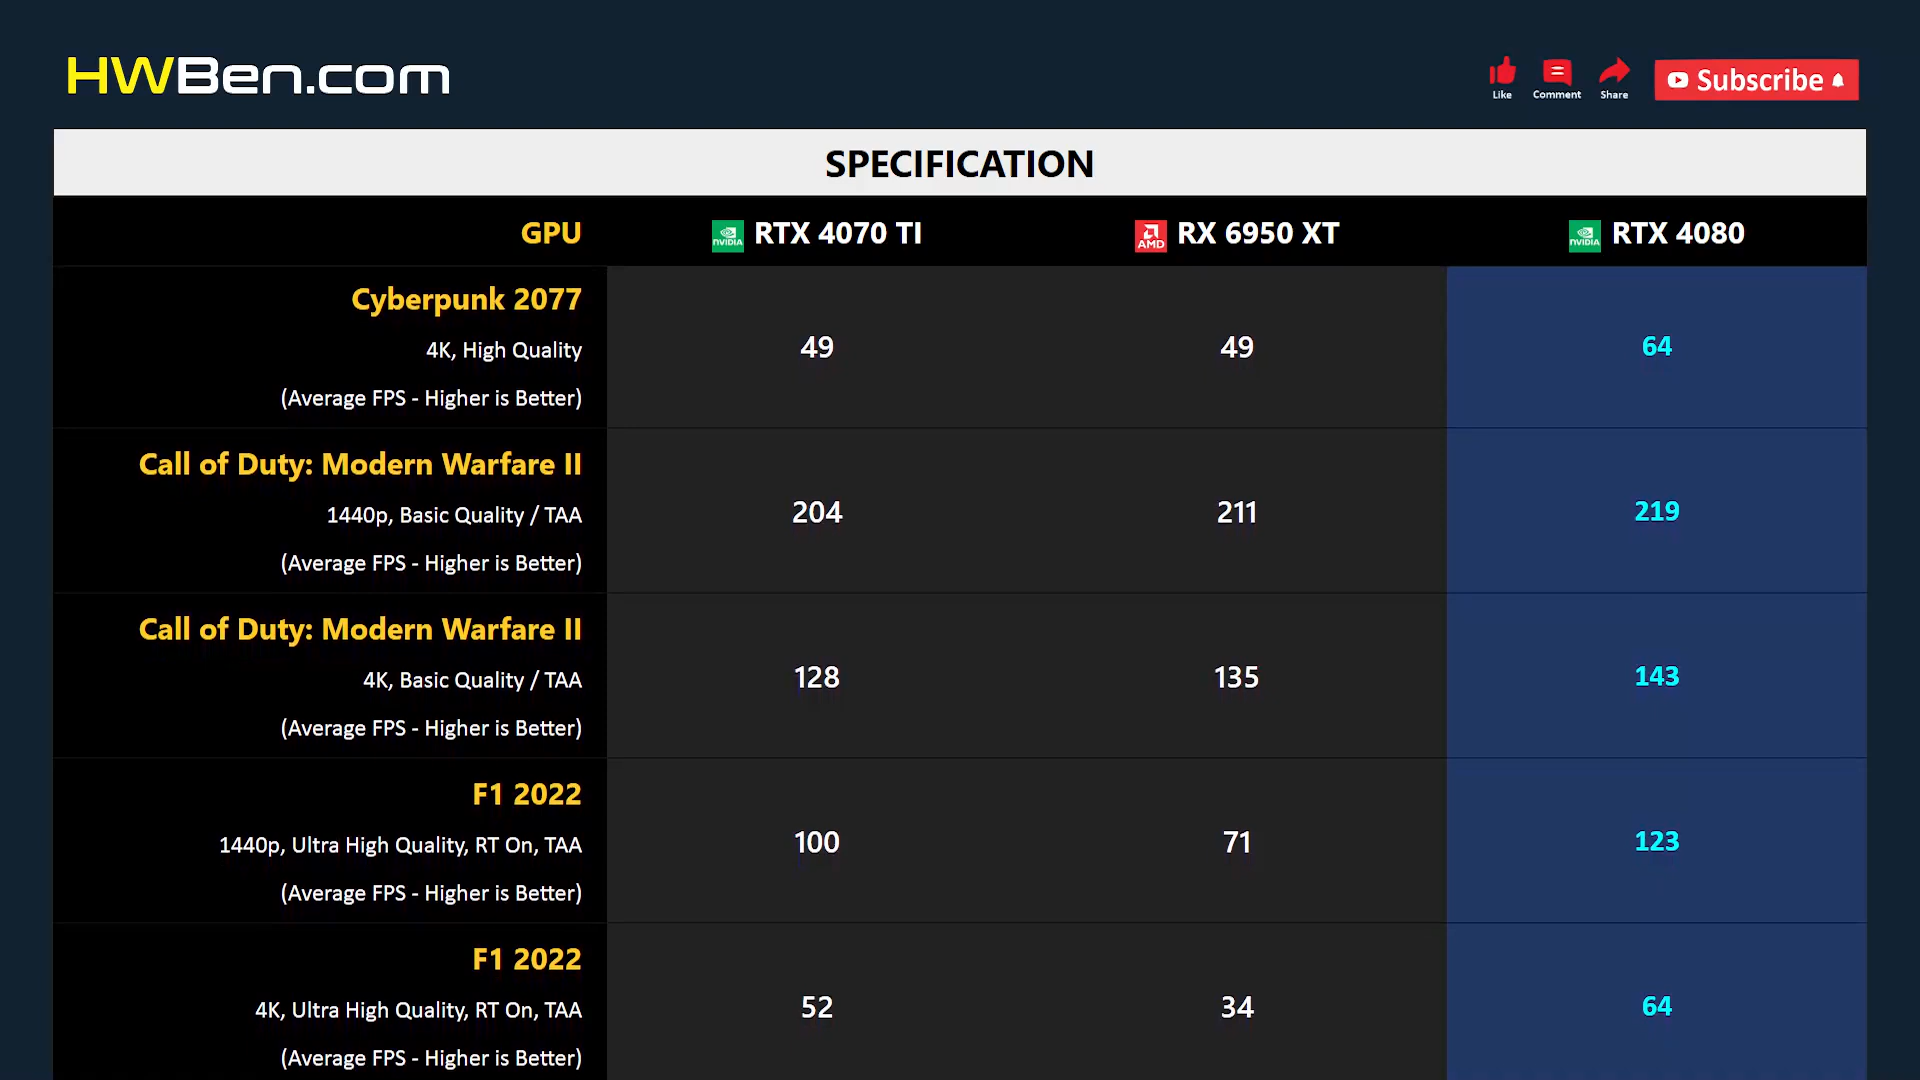 HWBen.com
Like
Comment
Share
Subscribe
SPECIFICATION
GPU
NVIDIA RTX 4070 TI
AMD RX 6950 XT
NVIDIA RTX 4080
Cyberpunk 2077
4K, High Quality
(Average FPS - Higher is Better)
49
49
64
Call of Duty: Modern Warfare II
1440p, Basic Quality / TAA
(Average FPS - Higher is Better)
204
211
219
Call of Duty: Modern Warfare II
4K, Basic Quality / TAA
(Average FPS - Higher is Better)
128
135
143
F1 2022
1440p, Ultra High Quality, RT On, TAA
(Average FPS - Higher is Better)
100
71
123
F1 2022
4K, Ultra High Quality, RT On, TAA
(Average FPS - Higher is Better)
52
34
64